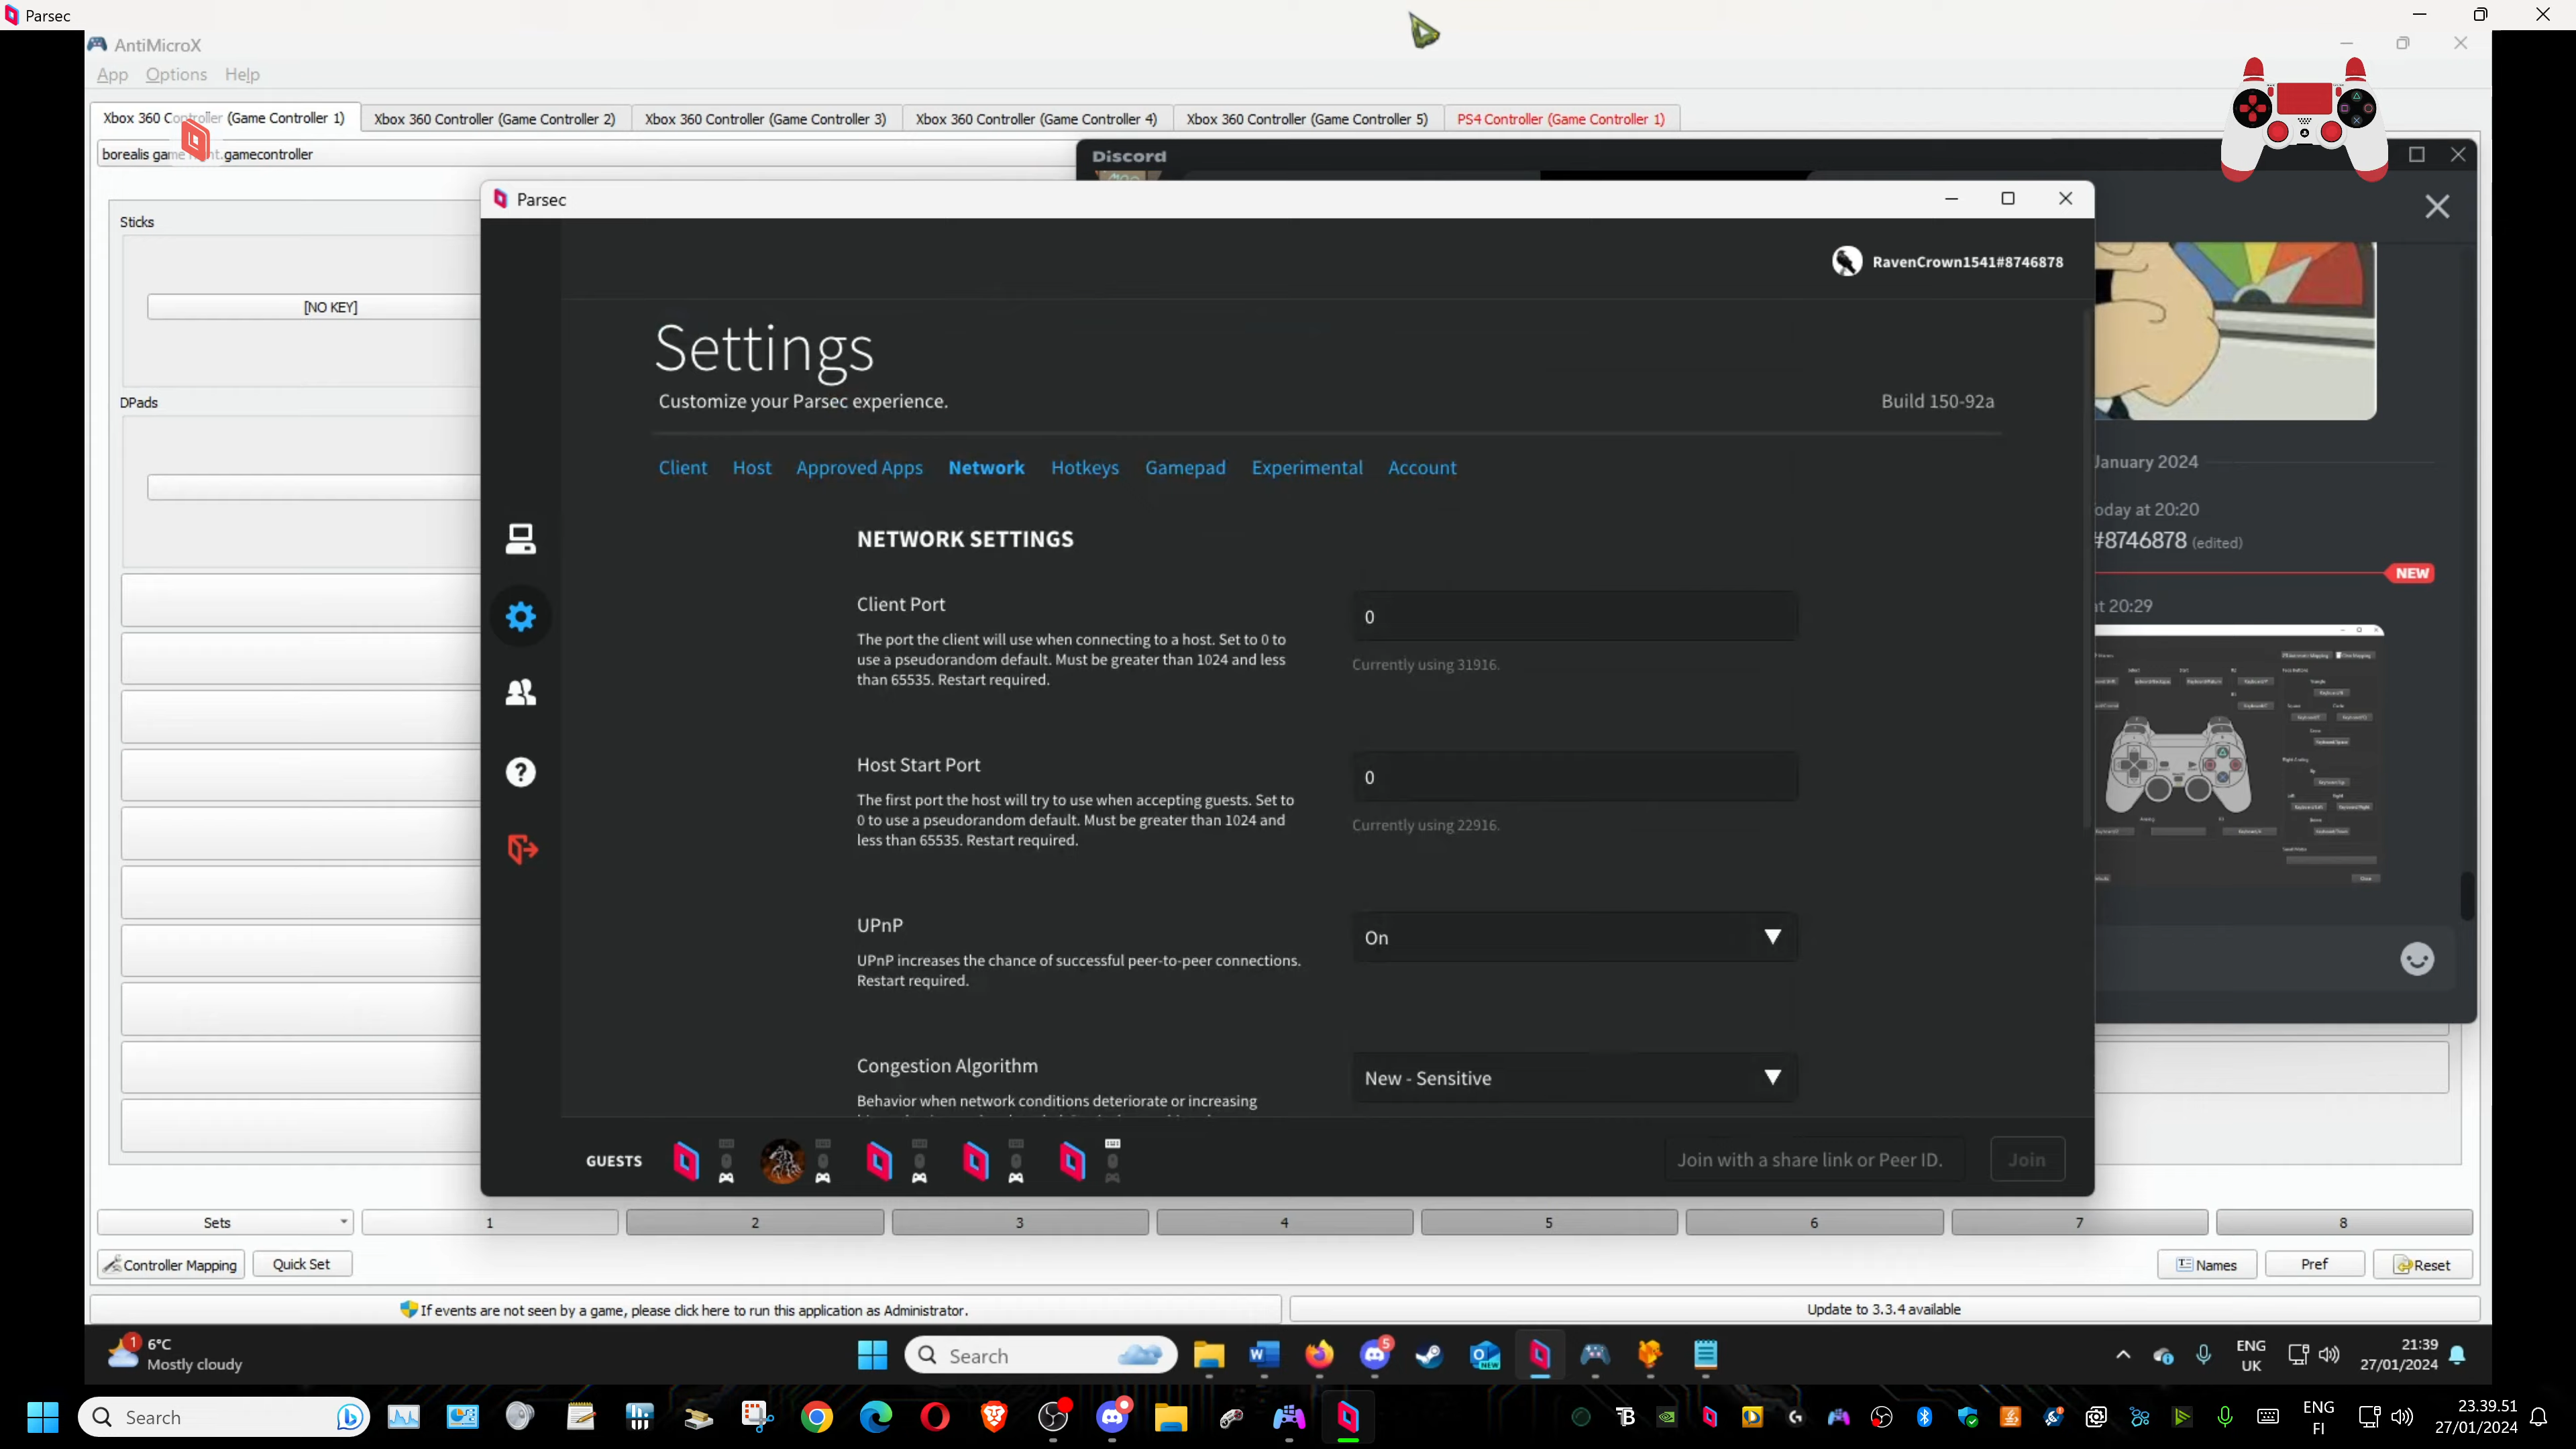 Parsec
AntiMicroX
App Options Help
Xbox 360 Controller (Game Controller 1)
Xbox 360 Controller (Game Controller 2)
Xbox 360 Controller (Game Controller 3)
Xbox 360 Controller (Game Controller 4)
Xbox 360 Controller (Game Controller 5)
PS4 Controller (Game Controller 1)
borealis game .gamecontroller
Discord
Sticks
[NO KEY]
DPads
Parsec
RavenCrown1541#8746878
Settings
Customize your Parsec experience.
Build 150-92a
Client Host Approved Apps Network Hotkeys Gamepad Experimental Account
NETWORK SETTINGS
Client Port
0
The port the client will use when connecting to a host. Set to 0 to
use a pseudorandom default. Must be greater than 1024 and less
than 65535. Restart required.
Currently using 31916.
Host Start Port
0
The first port the host will try to use when accepting guests. Set to
0 to use a pseudorandom default. Must be greater than 1024 and
less than 65535. Restart required.
Currently using 22916.
UPnP
On
UPnP increases the chance of successful peer-to-peer connections.
Restart required.
Congestion Algorithm
New - Sensitive
Behavior when network conditions deteriorate or increasing
GUESTS
Join with a share link or Peer ID.
Join
January 2024
oday at 20:20
#8746878 (edited)
NEW
at 20:29
Sets 1 2 3 4 5 6 7 8
Controller Mapping Quick Set
Names Pref Reset
If events are not seen by a game, please click here to run this application as Administrator.
Update to 3.3.4 available
1
6°C
Mostly cloudy
Search
5
ENG
UK
21:39
27/01/2024
Search
ENG
FI
23.39.51
27/01/2024